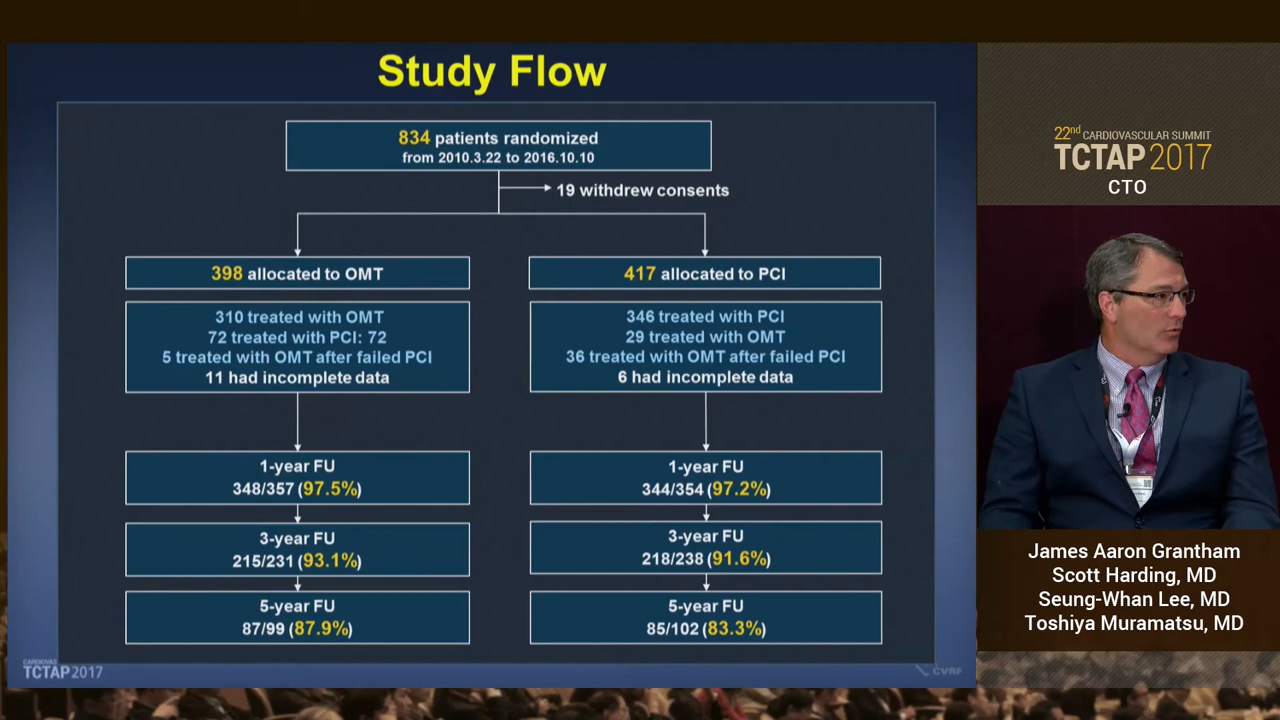 Study Flow
834 patients randomized
from 2010.3.22 to 2016.10.10
19 withdrew consents
398 allocated to OMT
310 treated with OMT
72 treated with PCI: 72
5 treated with OMT after failed PCI
11 had incomplete data
1-year FU
348/357 (97.5%)
3-year FU
215/231 (93.1%)
5-year FU
87/99 (87.9%)
417 allocated to PCI
346 treated with PCI
29 treated with OMT
36 treated with OMT after failed PCI
6 had incomplete data
1-year FU
344/354 (97.2%)
3-year FU
218/238 (91.6%)
5-year FU
85/102 (83.3%)
TCTAP2017
CVRF
22nd CARDIOVASCULAR SUMMIT
TCTAP 2017
CTO
James Aaron Grantham
Scott Harding, MD
Seung-Whan Lee, MD
Toshiya Muramatsu, MD